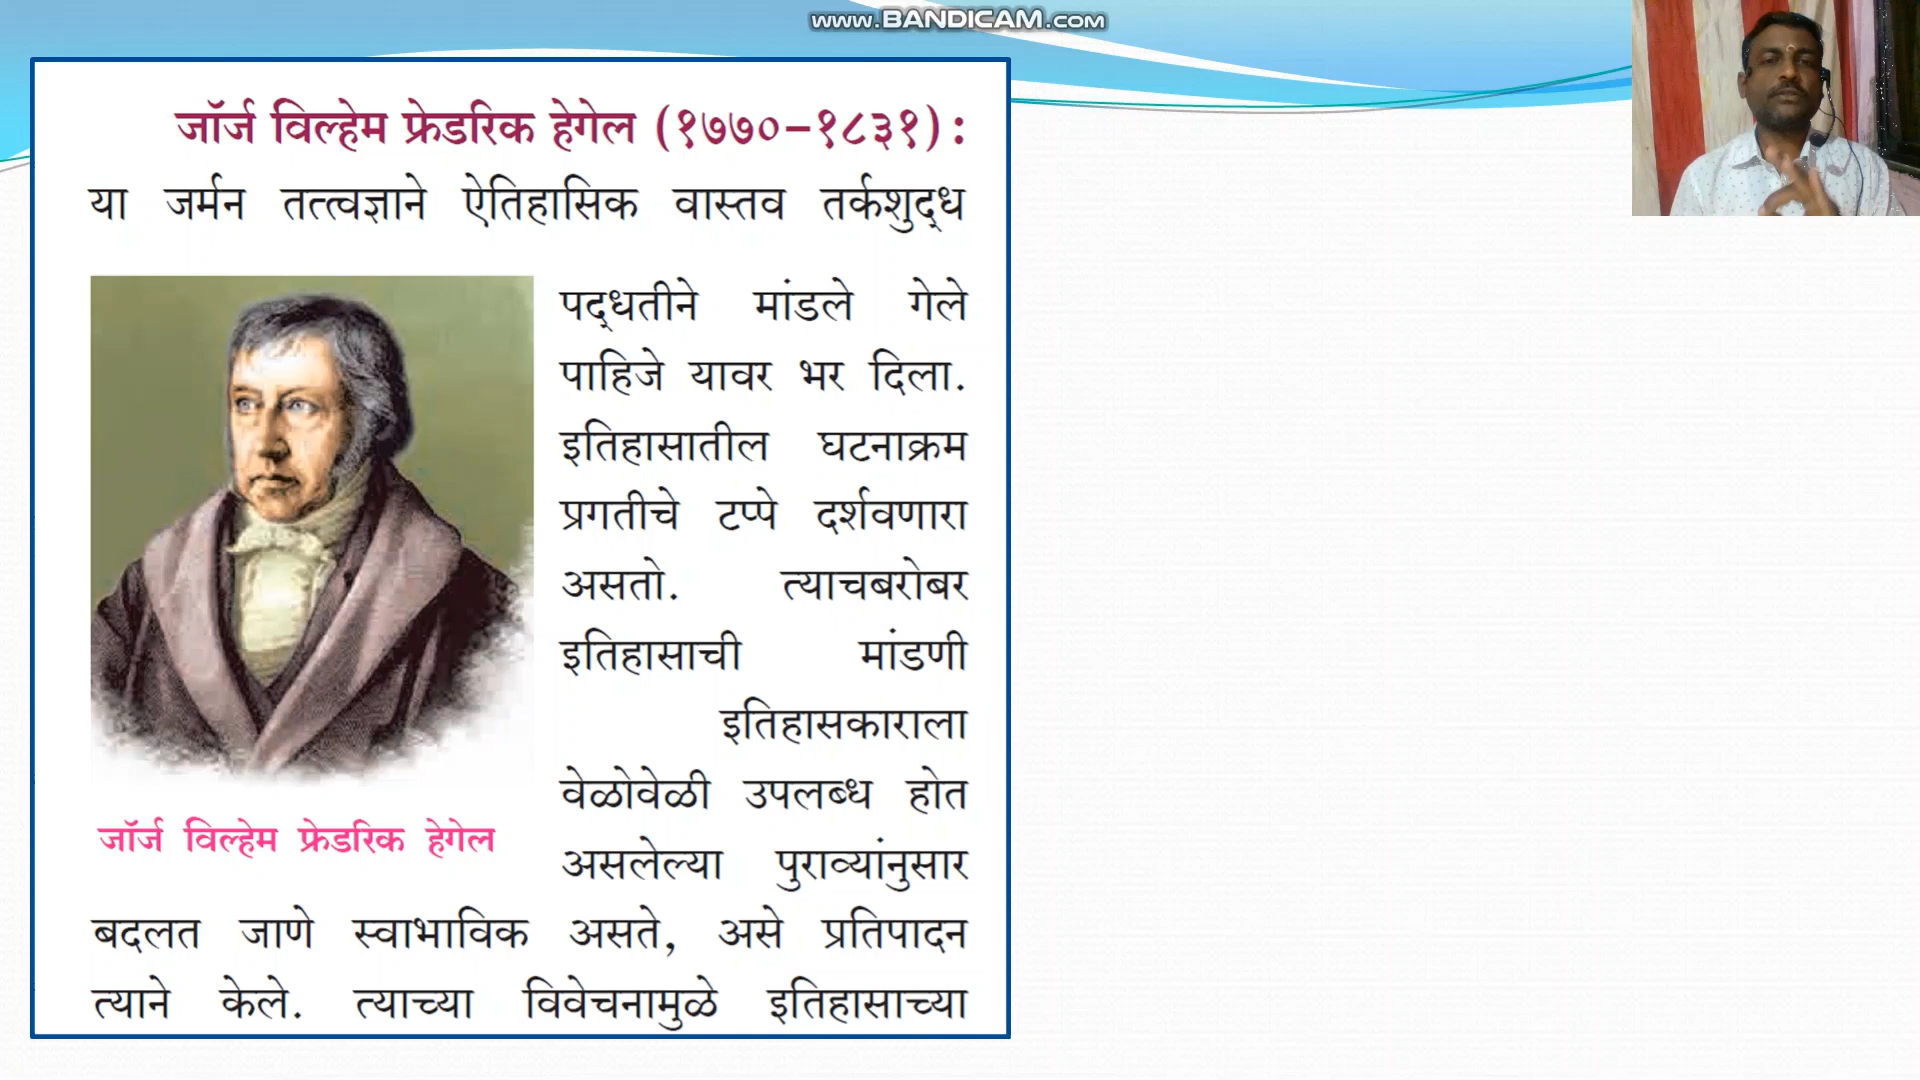 www.BANDICAM.com
जॉर्ज विल्हेम फ्रेडरिक हेगेल (१७७०-१८३१) :
या जर्मन तत्त्वज्ञाने ऐतिहासिक वास्तव तर्कशुद्ध
पद्धतीने मांडले गेले
पाहिजे यावर भर दिला.
इतिहासातील घटनाक्रम
प्रगतीचे टप्पे दर्शवणारा
असतो. त्याचबरोबर
इतिहासाची मांडणी
इतिहासकाराला
वेळोवेळी उपलब्ध होत
असलेल्या पुराव्यांनुसार
जॉर्ज विल्हेम फ्रेडरिक हेगेल
बदलत जाणे स्वाभाविक असते, असे प्रतिपादन
त्याने केले. त्याच्या विवेचनामुळे इतिहासाच्या